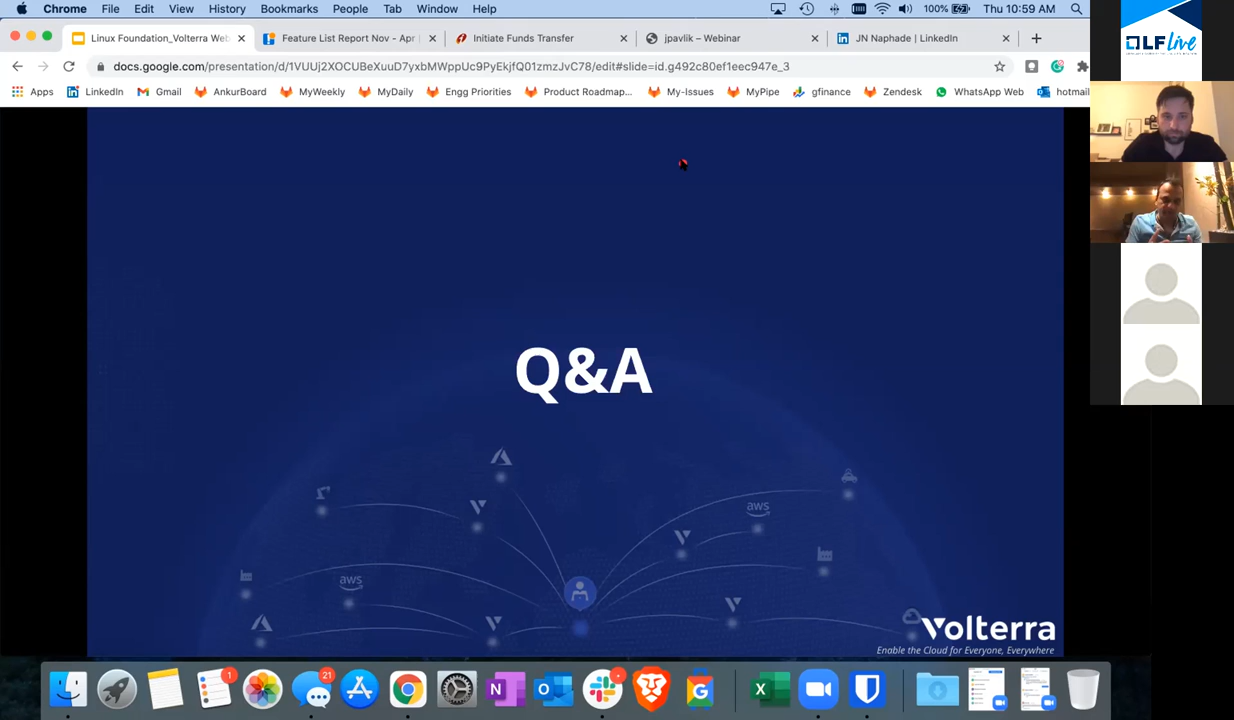 Chrome File Edit View History Bookmarks People Tab Window Help 100% Thu 10:59 AM
Linux Foundation_Volterra Web Feature List Report Nov - Apr Initiate Funds Transfer jpavlik – Webinar JN Naphade | LinkedIn
docs.google.com/presentation/d/1VUUj2XOCUBeXuuD7yxbMWppUc9PyEkjfQ01zmzJvC78/edit#slide=id.g492c80ef1eec947e_3
Apps LinkedIn Gmail AnkurBoard MyWeekly MyDaily Engg Priorities Product Roadmap... My-Issues MyPipe gfinance Zendesk WhatsApp Web hotmail
LFLive
Q&A
aws
aws
Volterra
Enable the Cloud for Everyone, Everywhere
1
21